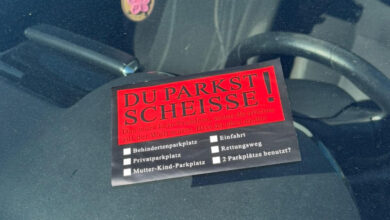 DU PARKST
SCHEISSE!
Behindertenparkplatz
Privatparkplatz
Mutter-Kind-Parkplatz
Einfahrt
Rettungsweg
2 Parkplätze benutzt?